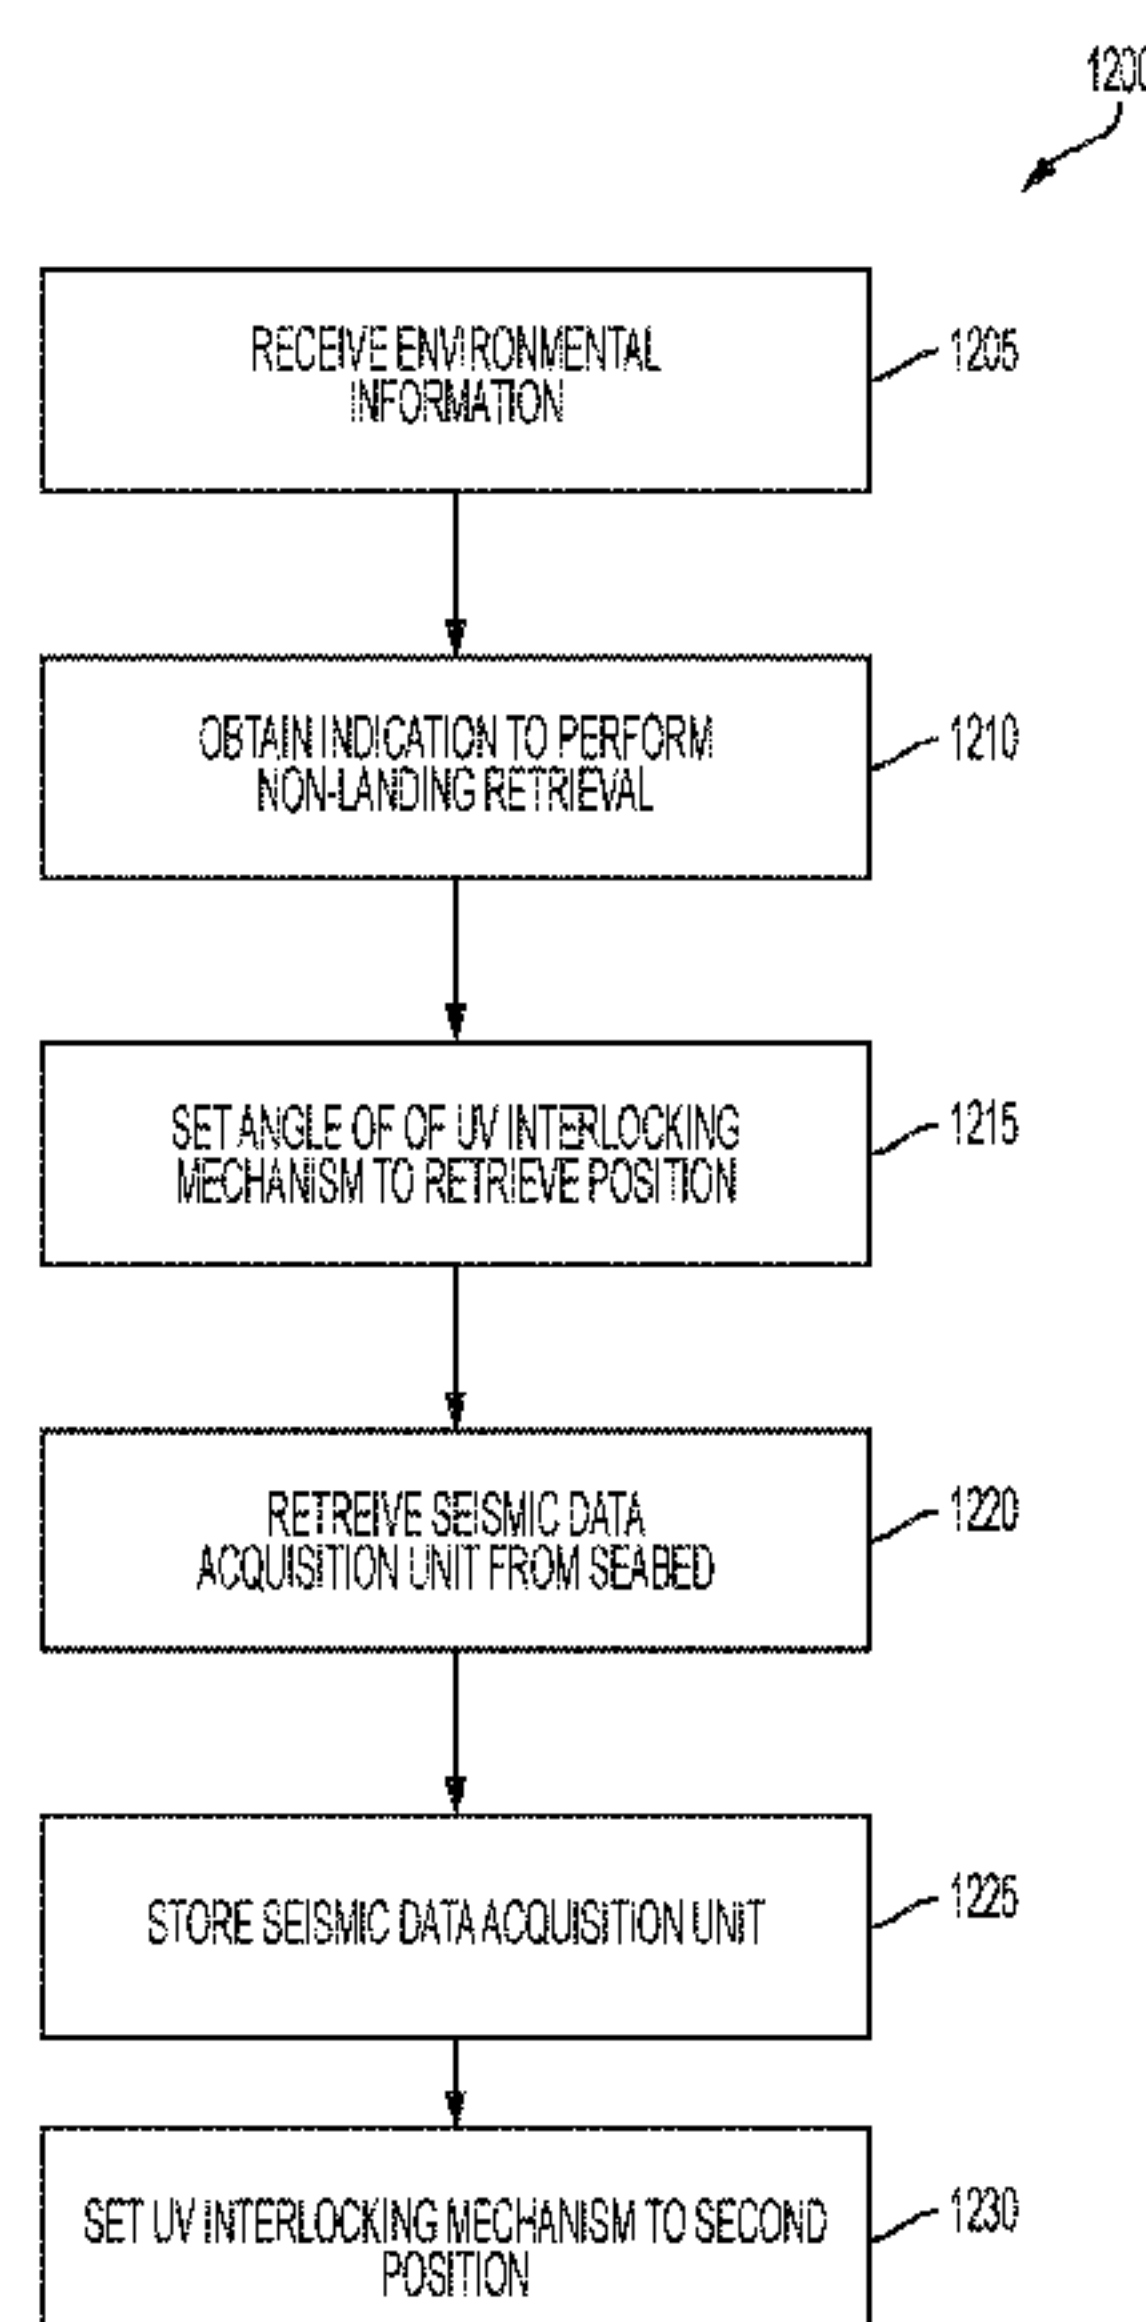 1200
RECEIVE ENVIRONMENTAL
INFORMATION
1205
OBTAIN INDICATION TO PERFORM
NON-LANDING RETRIEVAL
1210
SET ANGLE OF OF UV INTERLOCKING
MECHANISM TO RETRIEVE POSITION
1215
RETREIVE SEISMIC DATA
ACQUISITION UNIT FROM SEABED
1220
STORE SEISMIC DATA ACQUISITION UNIT
1225
SET UV INTERLOCKING MECHANISM TO SECOND
POSITION
1230